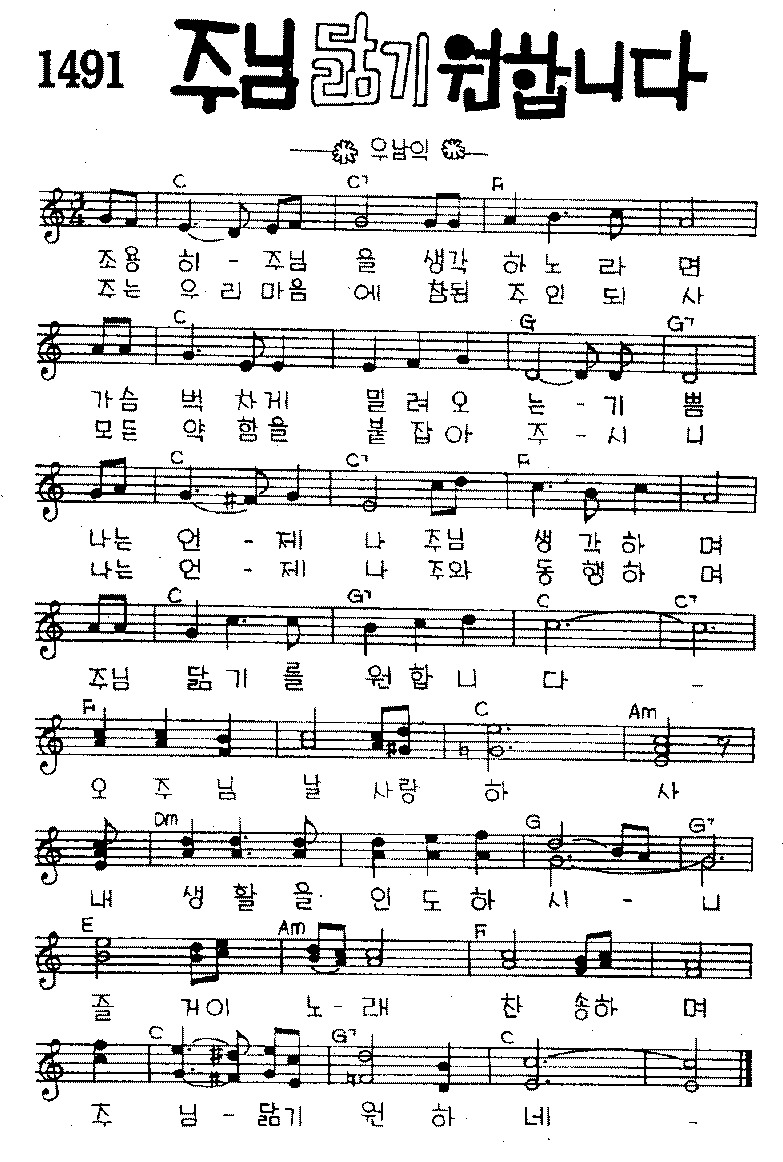 1491 주님 닮기 원합니다
우남의
C C7 F
조용 히 - 주님 을 생각 하 노 라 면
주는 우 리 마음 에 참된 주 인 되 사
C G G7
가슴 벅 차게 밀 려 오 는 - 기 쁨
모든 약 함을 붙 잡아 주 - 시 니
C C7 F
나는 언 - 제 나 주님 생 각 하 며
나는 언 - 제 나 주와 동 행 하 며
C G7 C C7
주님 닮 기 를 원 합 니 다 -
F C Am
오 주 님 날 사랑 하 사
Dm G G7
내 생 활 을 인 도 하 시 - 니
E Am F
즐 거이 노 - 래 찬 송하 며
C G7 C
주 님 - 닮기 원 하 네 -